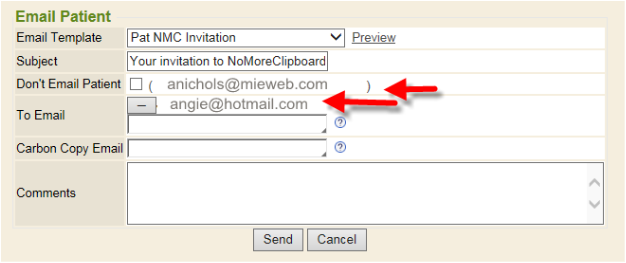 Email Patient
Email Template Pat NMC Invitation Preview
Subject Your invitation to NoMoreClipboard
Don't Email Patient ( anichols@mieweb.com )
– angie@hotmail.com
To Email ?
Carbon Copy Email ?
Comments
Send Cancel